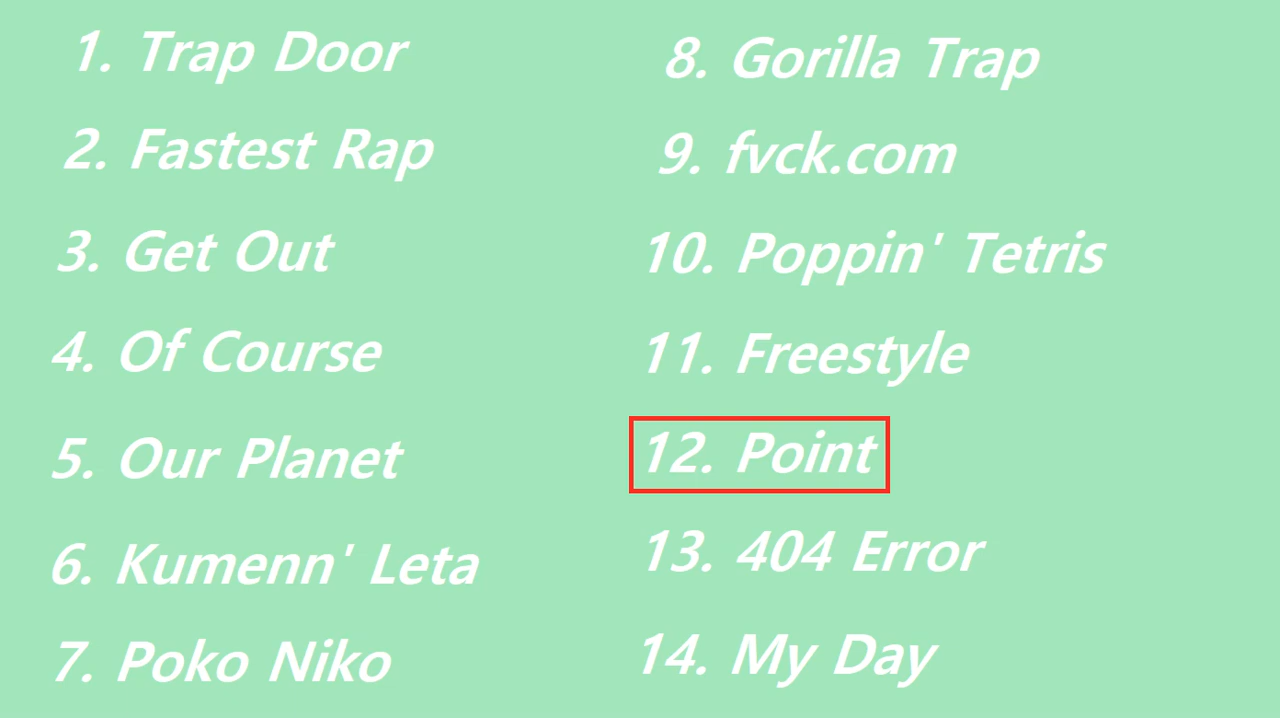 1. Trap Door
2. Fastest Rap
3. Get Out
4. Of Course
5. Our Planet
6. Kumenn' Leta
7. Poko Niko
8. Gorilla Trap
9. fvck.com
10. Poppin' Tetris
11. Freestyle
12. Point
13. 404 Error
14. My Day